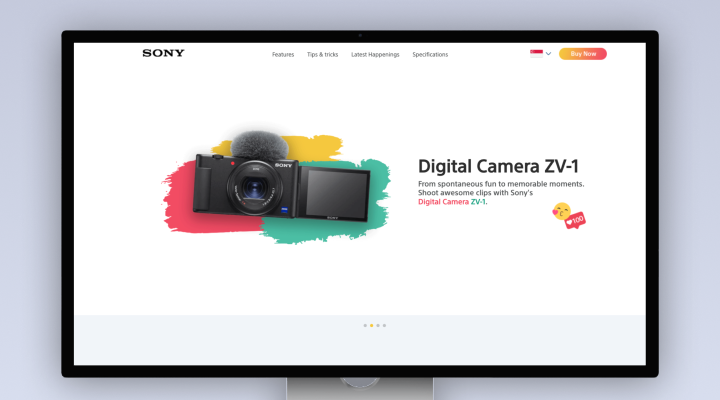 SONY
Features
Tips & tricks
Latest Happenings
Specifications
Buy Now
SONY
SONY
Digital Camera ZV-1
From spontaneous fun to memorable moments.
Shoot awesome clips with Sony's
Digital Camera ZV-1.
100